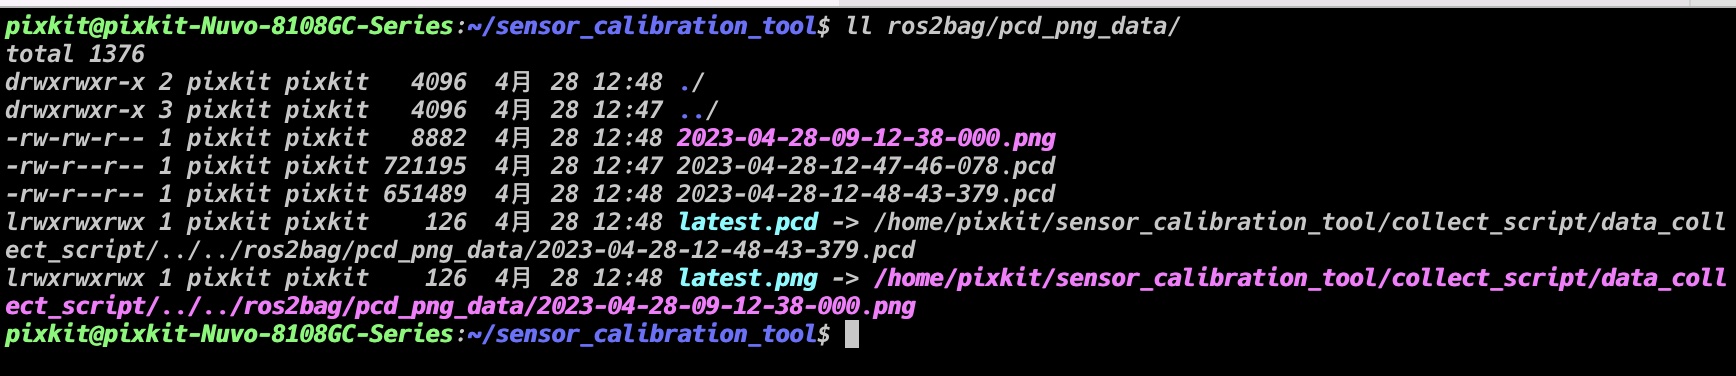 pixkit@pixkit-Nuvo-8108GC-Series:~/sensor_calibration_tool$ ll ros2bag/pcd_png_data/
total 1376
drwxrwxr-x 2 pixkit pixkit   4096  4月 28 12:48 ./
drwxrwxr-x 3 pixkit pixkit   4096  4月 28 12:47 ../
-rw-rw-r-- 1 pixkit pixkit   8882  4月 28 12:48 2023-04-28-09-12-38-000.png
-rw-r--r-- 1 pixkit pixkit 721195  4月 28 12:47 2023-04-28-12-47-46-078.pcd
-rw-r--r-- 1 pixkit pixkit 651489  4月 28 12:48 2023-04-28-12-48-43-379.pcd
lrwxrwxrwx 1 pixkit pixkit    126  4月 28 12:48 latest.pcd -> /home/pixkit/sensor_calibration_tool/collect_script/data_coll
ect_script/../../ros2bag/pcd_png_data/2023-04-28-12-48-43-379.pcd
lrwxrwxrwx 1 pixkit pixkit    126  4月 28 12:48 latest.png -> /home/pixkit/sensor_calibration_tool/collect_script/data_coll
ect_script/../../ros2bag/pcd_png_data/2023-04-28-09-12-38-000.png
pixkit@pixkit-Nuvo-8108GC-Series:~/sensor_calibration_tool$